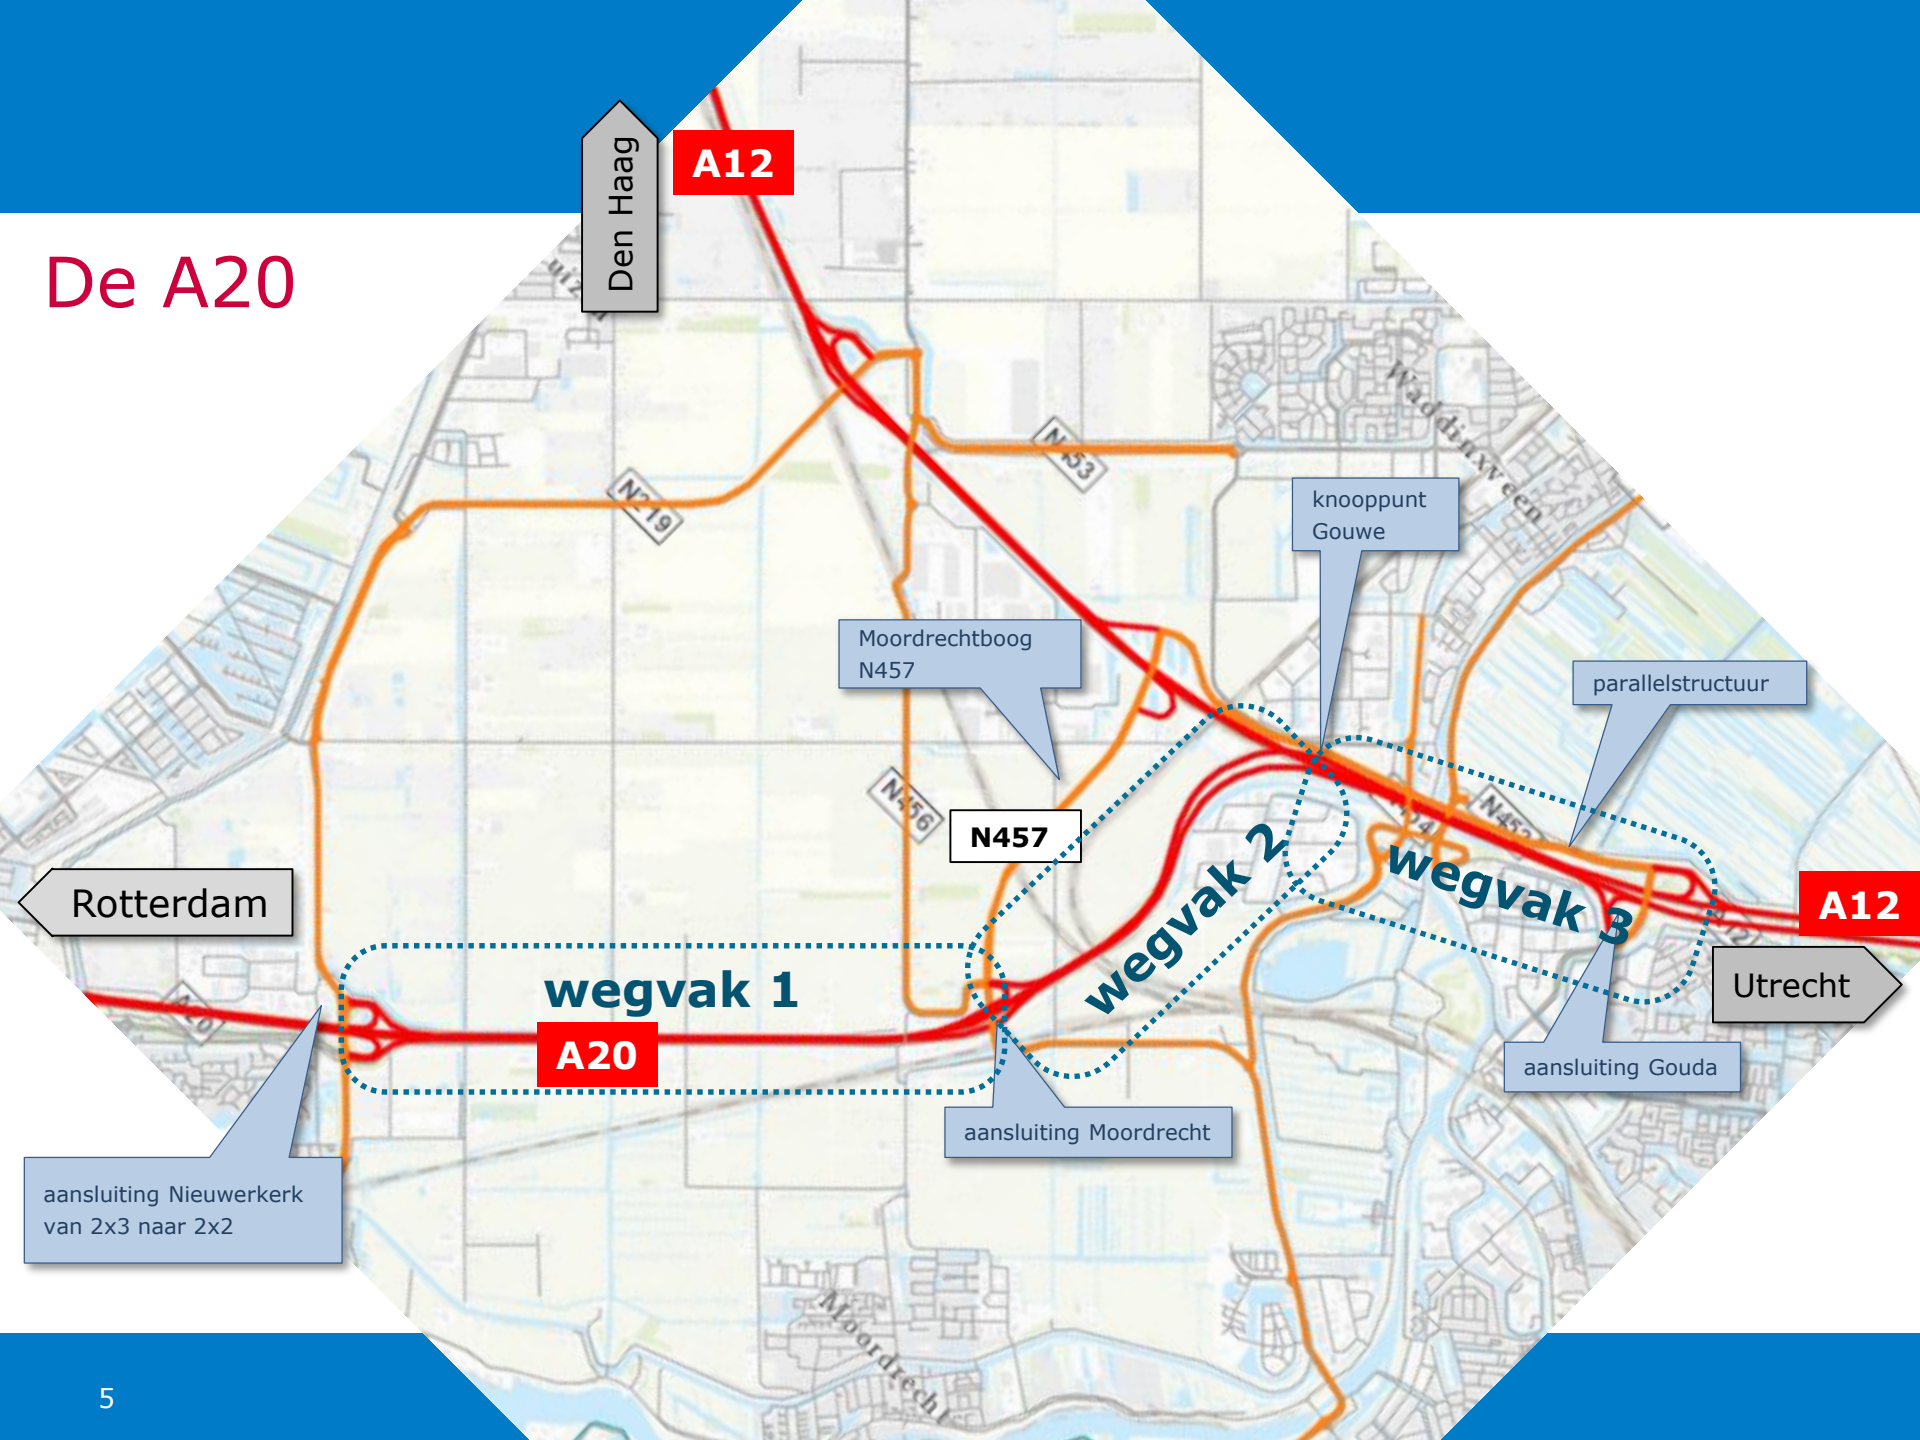 De A20
Den Haag
A12
N453
N219
Waddinxveen
knooppunt
Gouwe
Moordrechtboog
N457
parallelstructuur
N456
N457
N452
wegvak 2
wegvak 3
A12
Rotterdam
Utrecht
wegvak 1
A20
A20
aansluiting Gouda
aansluiting Moordrecht
aansluiting Nieuwerkerk
van 2x3 naar 2x2
Moordrecht
5